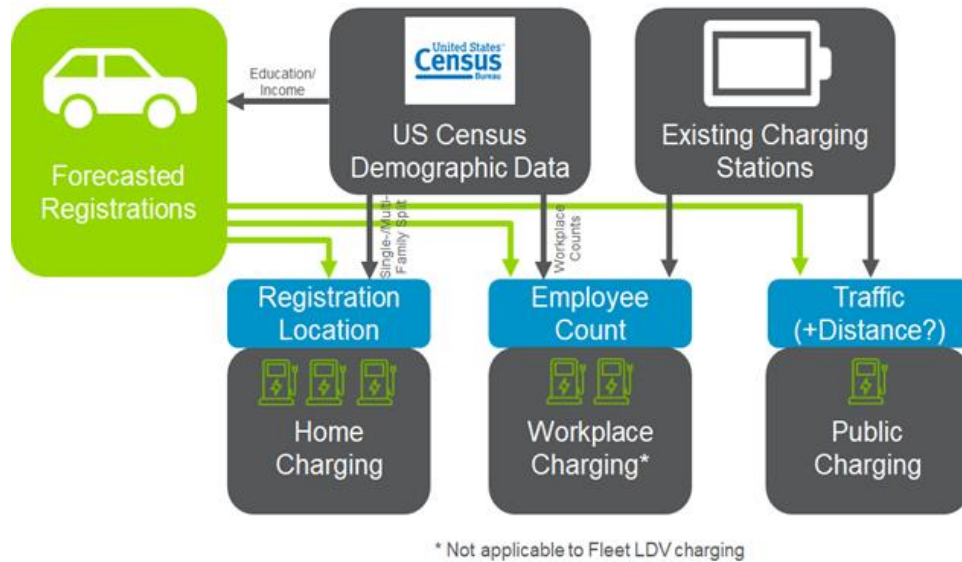 United States™
Census
Bureau
Education/
Income
US Census
Demographic Data
Existing Charging
Stations
Forecasted
Registrations
Single-/Multi-
Family Split
Workplace
Counts
Registration
Location
Employee
Count
Traffic
(+Distance?)
Home
Charging
Workplace
Charging*
Public
Charging
* Not applicable to Fleet LDV charging